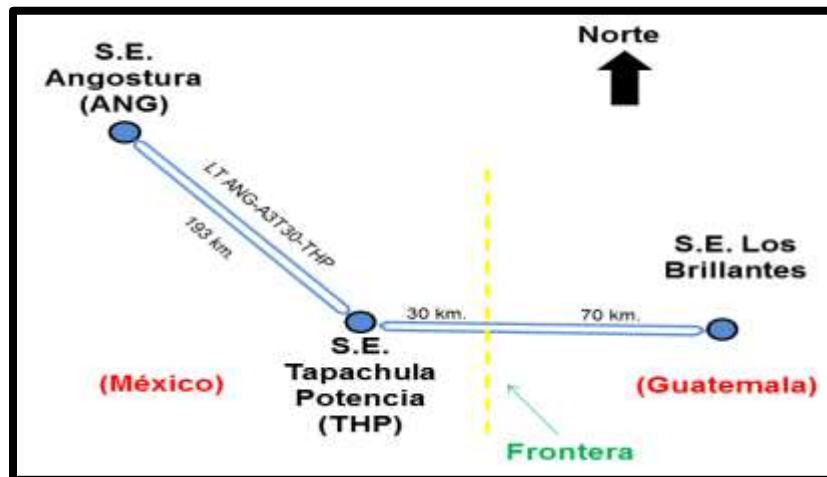 Norte
S.E.
Angostura
(ANG)
LT ANG-A3T30-THP
193 km.
S.E. Los
Brillantes
30 km.
70 km.
S.E.
Tapachula
Potencia
(THP)
(México)
(Guatemala)
Frontera